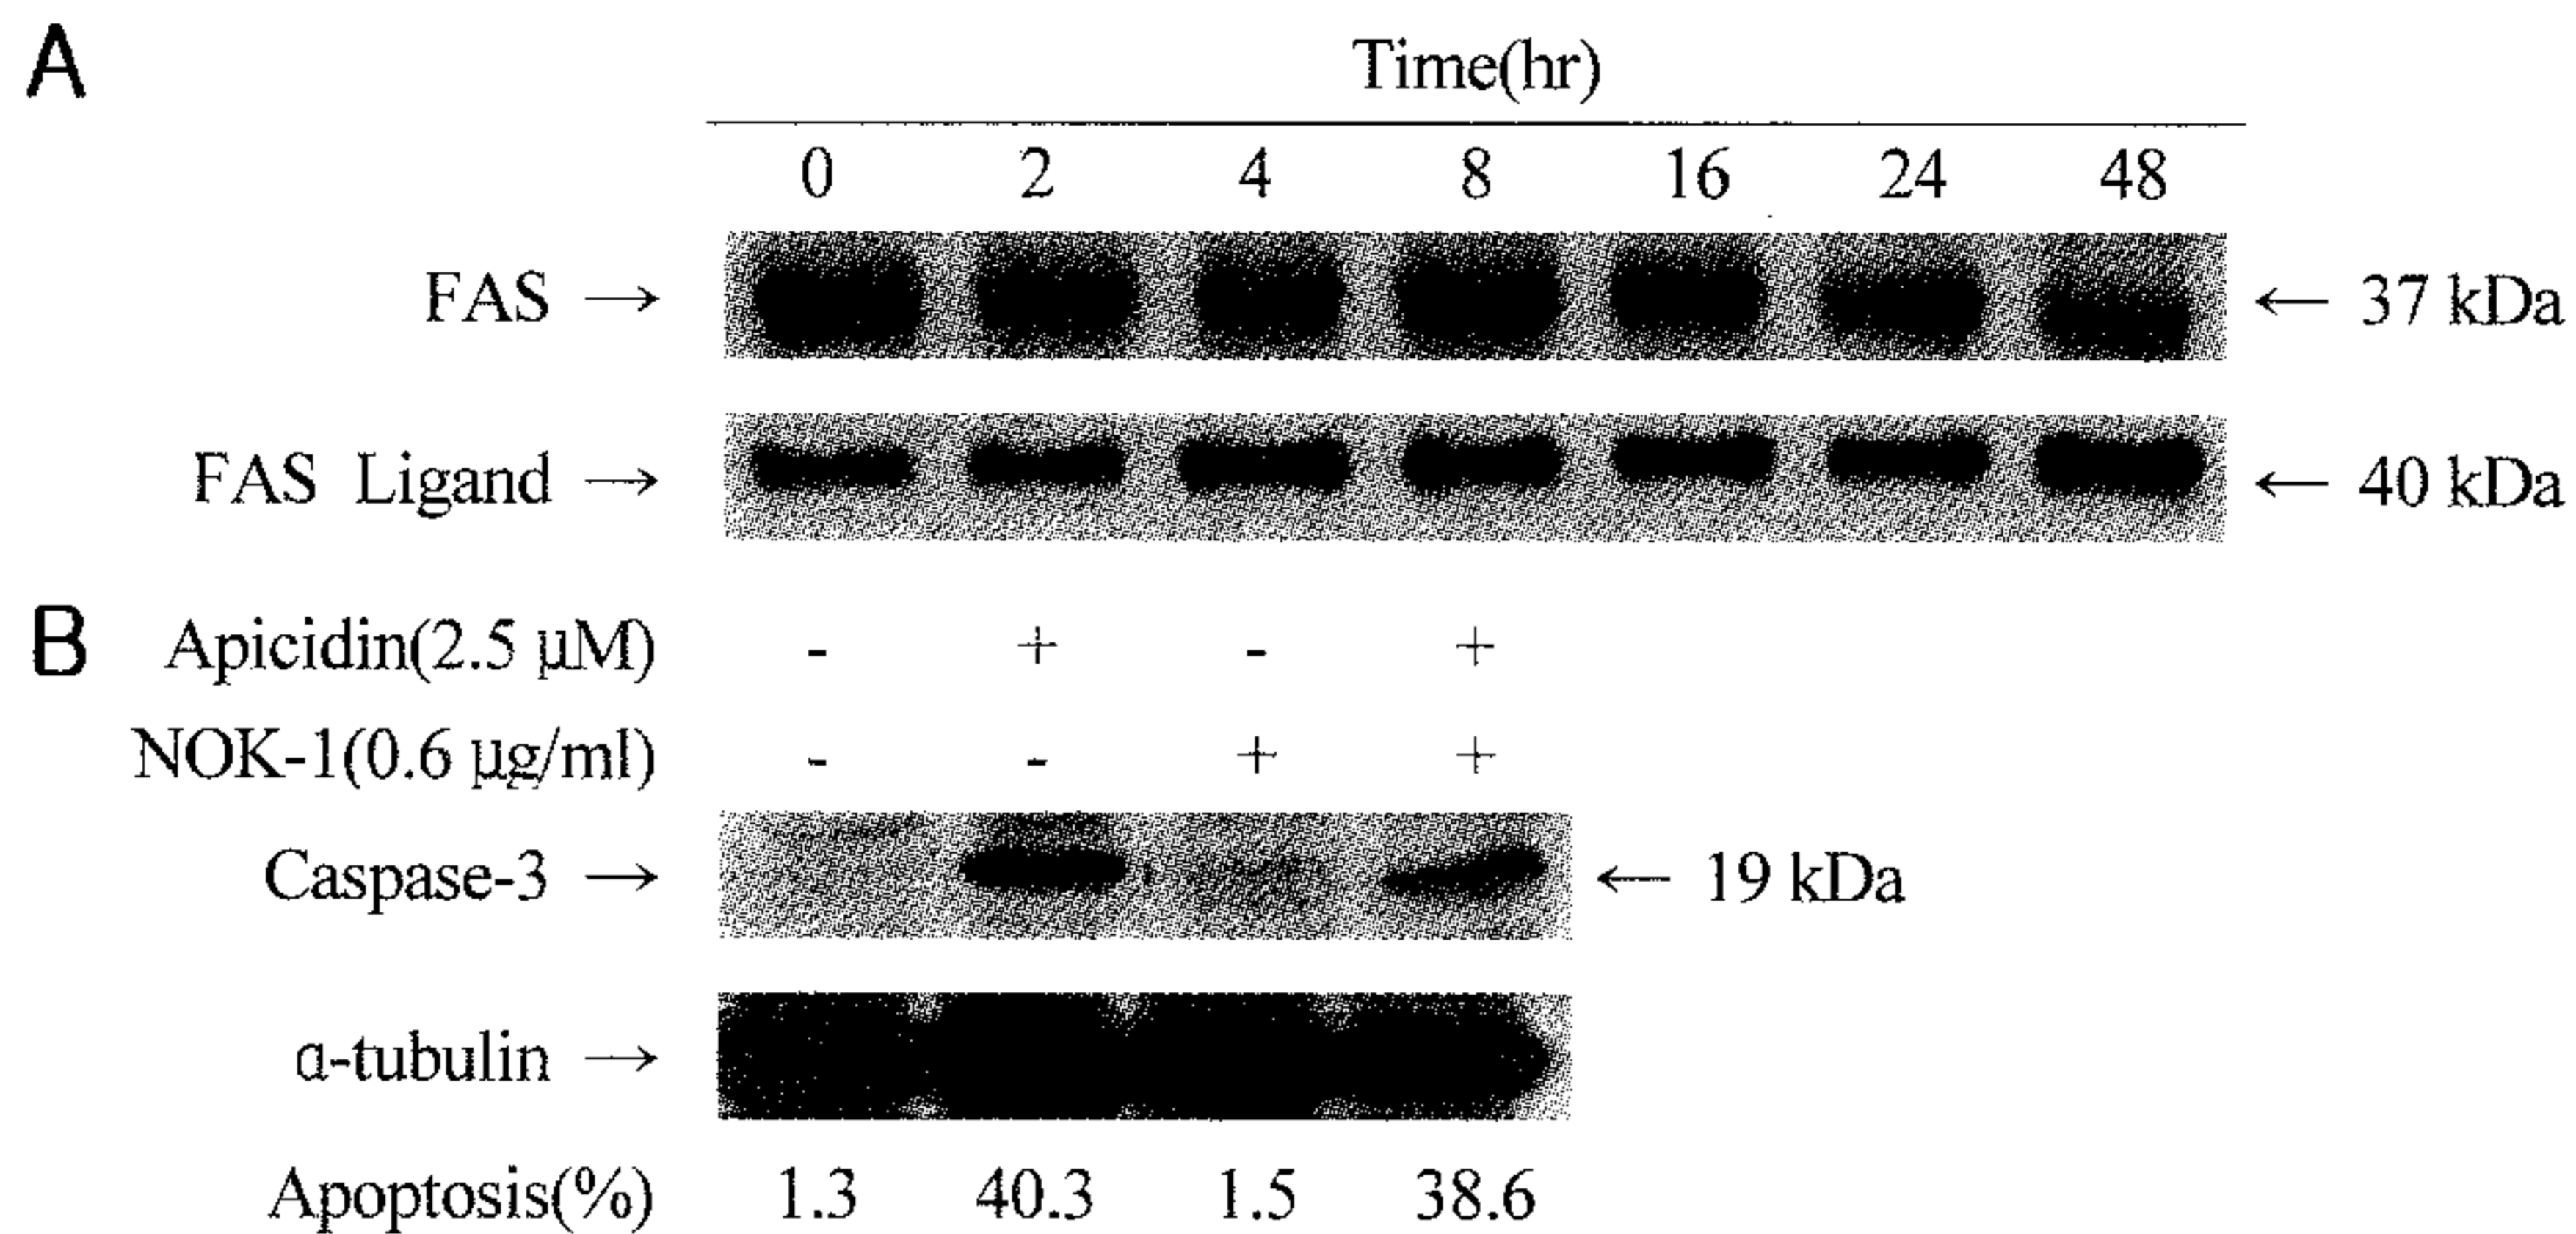 A
Time(hr)
0 2 4 8 16 24 48
FAS → ← 37 kDa
FAS Ligand → ← 40 kDa
B
Apicidin(2.5 μM) - + - +
NOK-1(0.6 μg/ml) - - + +
Caspase-3 → ← 19 kDa
α-tubulin →
Apoptosis(%) 1.3 40.3 1.5 38.6